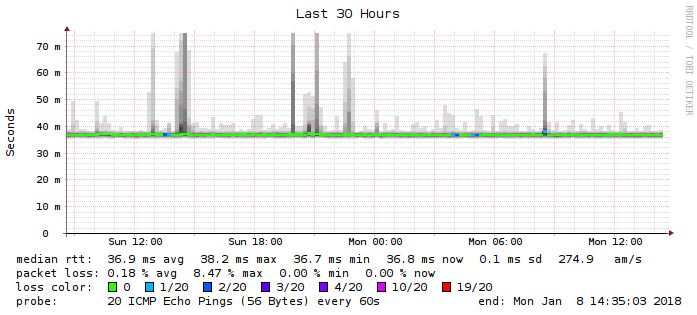 Last 30 Hours
RRDTOOL / TOBI OETIKER
Seconds
70 m
60 m
50 m
40 m
30 m
20 m
10 m
0
Sun 12:00 Sun 18:00 Mon 00:00 Mon 06:00 Mon 12:00
median rtt: 36.9 ms avg 38.2 ms max 36.7 ms min 36.8 ms now 0.1 ms sd 274.9 am/s
packet loss: 0.18 % avg 8.47 % max 0.00 % min 0.00 % now
loss color: 0 1/20 2/20 3/20 4/20 10/20 19/20
probe: 20 ICMP Echo Pings (56 Bytes) every 60s end: Mon Jan 8 14:35:03 2018